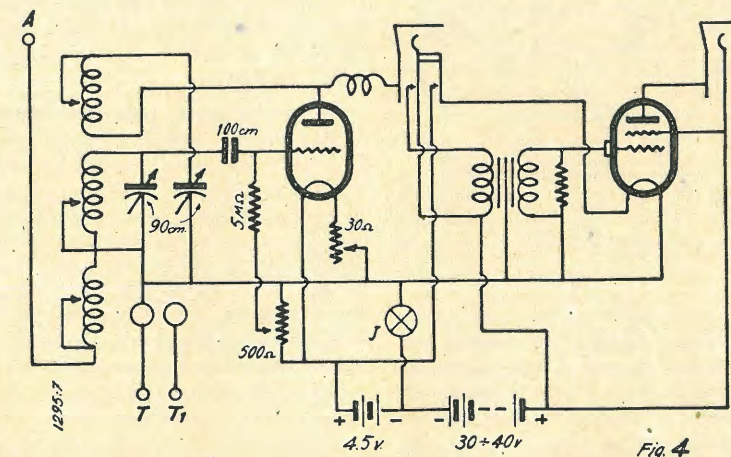 A
100cm
90cm.
5MΩ
30Ω
500Ω
J
T
T1
+
-
-
+
4.5v.
30÷40v
1295-7
Fig. 4